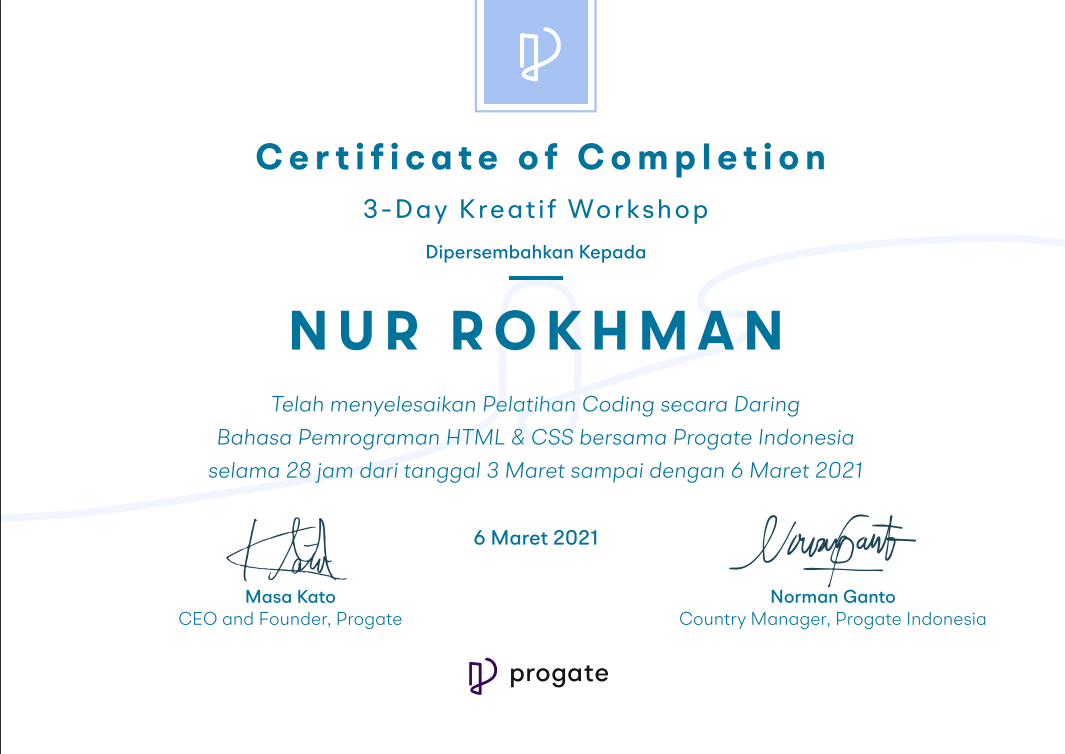 Certificate of Completion
3-Day Kreatif Workshop
Dipersembahkan Kepada
NUR ROKHMAN
Telah menyelesaikan Pelatihan Coding secara Daring
Bahasa Pemrograman HTML & CSS bersama Progate Indonesia
selama 28 jam dari tanggal 3 Maret sampai dengan 6 Maret 2021
6 Maret 2021
Masa Kato
CEO and Founder, Progate
Norman Ganto
Country Manager, Progate Indonesia
progate